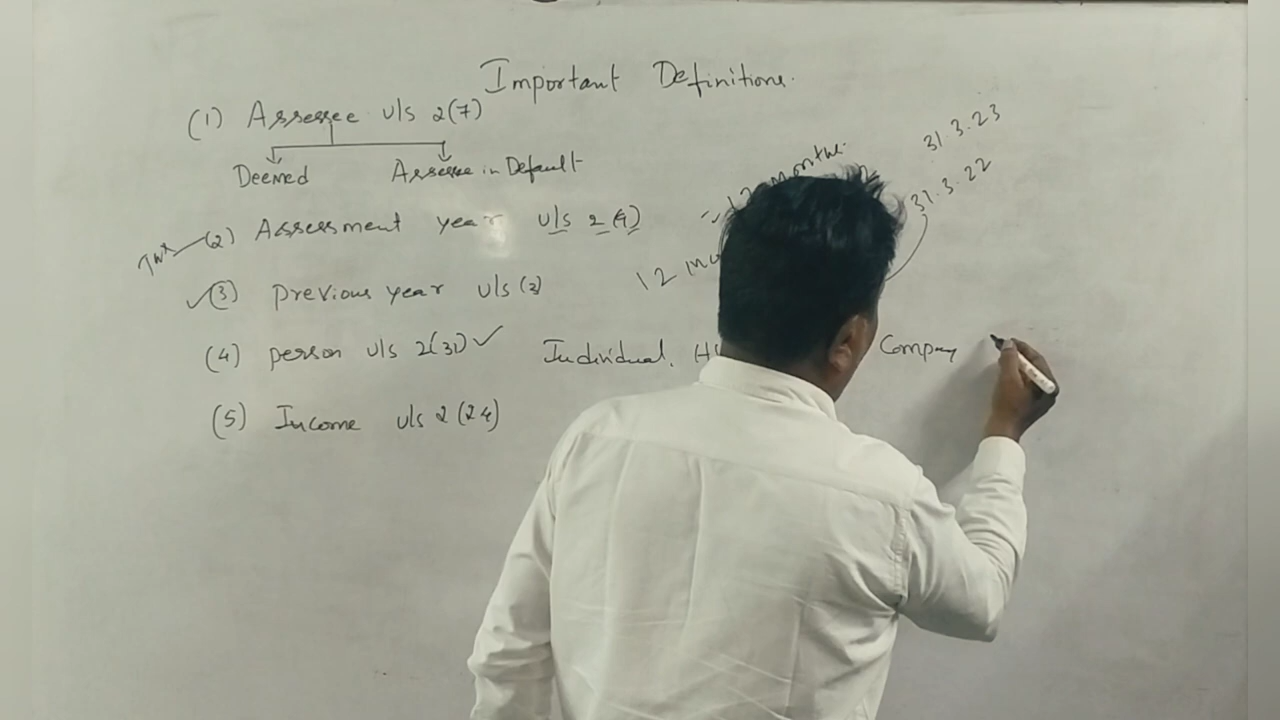 Important Definitions.
(1) Assessee u/s 2(7)
Deemed Assessee in Default
(2) Assessment year u/s 2(9)
(3) previous year u/s (3)
(4) person u/s 2(31) Individual, Company
(5) Income u/s 2(24)
= 12 months.
31.3.23
31.3.22
12